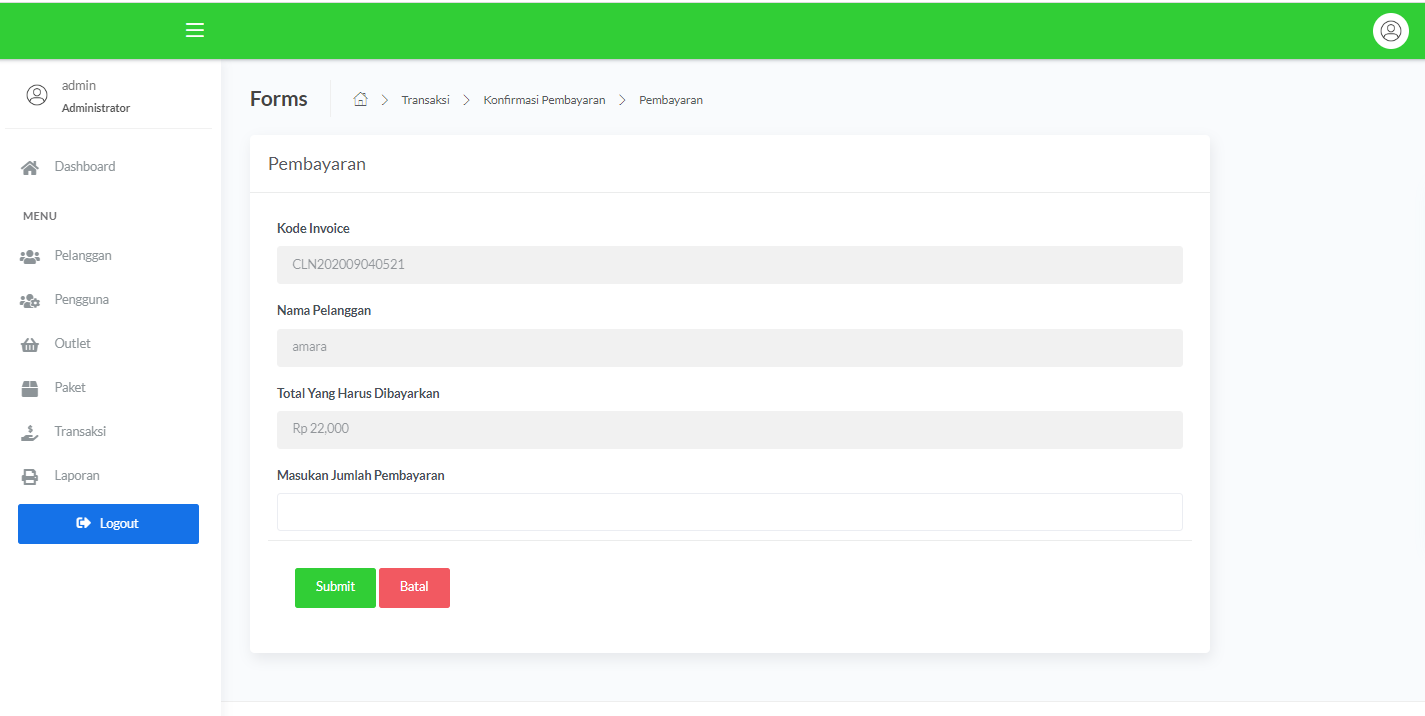 admin
Administrator
Dashboard
MENU
Pelanggan
Pengguna
Outlet
Paket
Transaksi
Laporan
Logout
Forms
Transaksi
Konfirmasi Pembayaran
Pembayaran
Pembayaran
Kode Invoice
CLN202009040521
Nama Pelanggan
amara
Total Yang Harus Dibayarkan
Rp 22,000
Masukan Jumlah Pembayaran
Submit
Batal